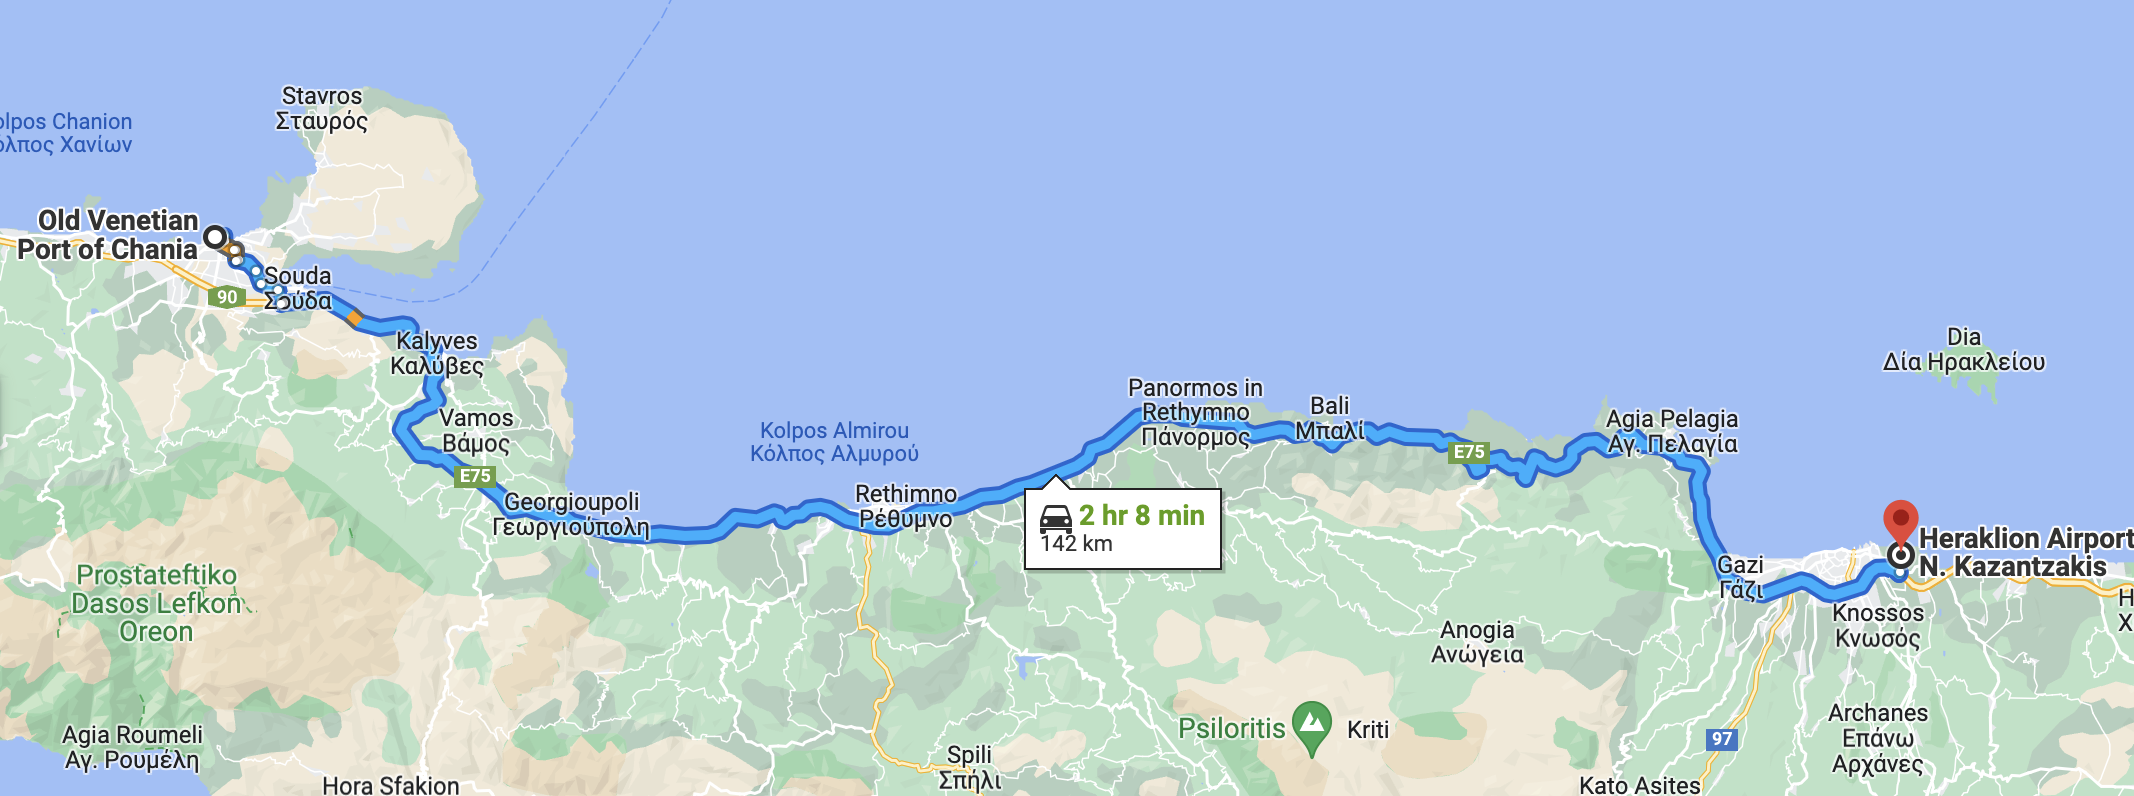 Stavros
Σταυρός
olpos Chanion
όλπος Χανίων
Old Venetian
Port of Chania
Souda
Σούδα
90
Kalyves
Καλύβες
Dia
Δία Ηρακλείου
Vamos
Βάμος
E75
Kolpos Almirou
Κόλπος Αλμυρού
Panormos in
Rethymno
Πάνορμος
Bali
Μπαλί
E75
Agia Pelagia
Αγ. Πελαγία
Georgioupoli
Γεωργιούπολη
Rethimno
Ρέθυμνο
2 hr 8 min
142 km
Heraklion Airport
N. Kazantzakis
Gazi
Γάζι
Knossos
Κνωσός
H
Χ
Prostateftiko
Dasos Lefkon
Oreon
Anogia
Ανώγεια
Agia Roumeli
Αγ. Ρουμέλη
Hora Sfakion
Spili
Σπήλι
Psiloritis
Kriti
97
Archanes
Επάνω
Αρχάνες
Kato Asites